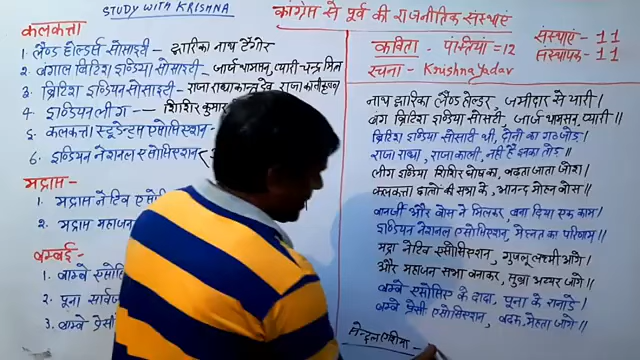 STUDY WITH KRISHNA
कांग्रेस से पूर्व की राजनीतिक संस्थाएं
कलकत्ता
1. लैण्ड होल्डर्स सोसाइटी - द्वारिका नाथ टैगोर
2. बंगाल ब्रिटिश इण्डिया सोसाइटी - जार्ज थामसन, प्यारी चन्द्र मित्र
3. ब्रिटिश इण्डियन सोसाइटी - राजा राधाकान्त देव, राजा कालीकृष्ण
4. इण्डियन लीग - शिशिर कुमार
5. कलकत्ता स्टूडेन्ट्स एसोसिएशन -
6. इण्डियन नेशनल एसोसिएशन
मद्रास -
1. मद्रास नेटिव एसो
2. मद्रास महाजन
बम्बई -
1. बाम्बे एसोसि
2. पूना सार्वज
3. बाम्बे प्रेसी
कविता - पंक्तियां = 12
रचना - Krishna Yadav
संस्थाएं - 11
संस्थापक - 11
नाथ द्वारिका लैण्ड होल्डर, जमींदार से यारी।
बंग ब्रिटिश इण्डिया सोसटी, जार्ज थामसन, प्यारी॥
ब्रिटिश इण्डिया सोसाटी थी, दोनों का गठजोड़।
राजा राधा, राजा काली, नहीं है इनका तोड़॥
लीग इण्डिया शिशिर घोष का, बढ़ता जाता जोश।
कलकत्ता छात्रों की सभा के, आनन्द मोहन बोस॥
बनर्जी और बोस ने मिलकर, बना दिया एक काम।
इण्डियन नेशनल एसोसिएशन, मेहनत का परिणाम॥
मद्रा नेटिव एसोसिएशन, गुजलू लक्ष्मी आगे।
और महाजन सभा बनाकर, सुब्रा अय्यर जागे॥
बाम्बे एसोसि के दादा, पूना के रानाडे।
बाम्बे प्रेसी एसोसिएशन, बदरु, मेहता जागे॥